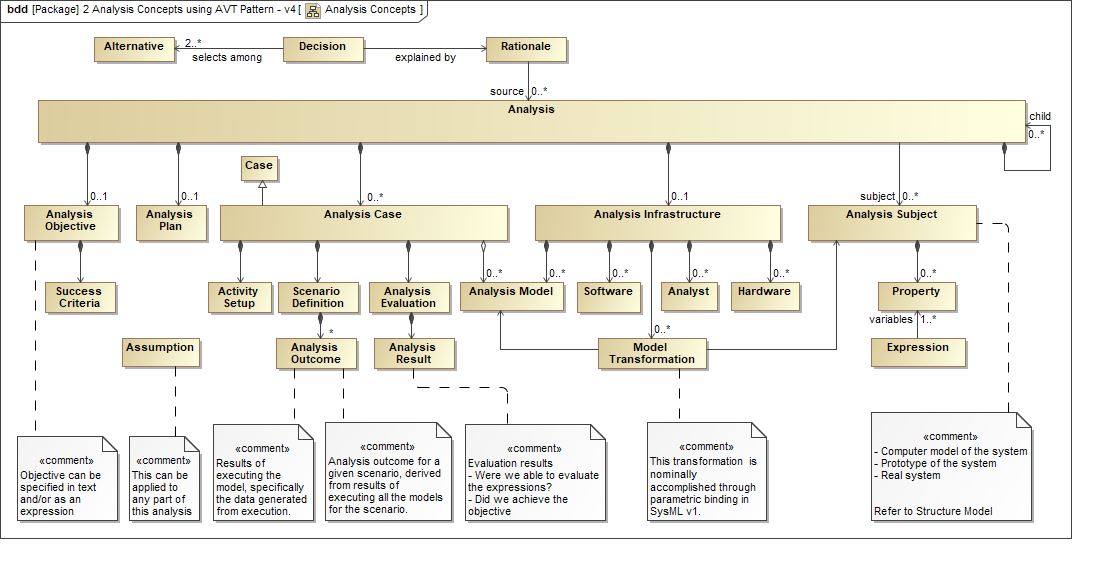 bdd [Package] 2 Analysis Concepts using AVT Pattern - v4 [ Analysis Concepts ]
Alternative
2..*
selects among
Decision
explained by
Rationale
source
0..*
Analysis
child
0..*
0..1
0..1
Case
0..*
0..1
subject
0..*
Analysis
Objective
Analysis
Plan
Analysis Case
Analysis Infrastructure
Analysis Subject
0..*
0..*
0..*
0..*
0..*
0..*
Success
Criteria
Activity
Setup
Scenario
Definition
Analysis
Evaluation
Analysis Model
Software
Analyst
Hardware
Property
variables
1..*
*
0..*
Assumption
Analysis
Outcome
Analysis
Result
Model
Transformation
Expression
«comment»
Objective can be
specified in text
and/or as an
expression
«comment»
This can be
applied to
any part of
this analysis
«comment»
Results of
executing the
model, specifically
the data generated
from execution.
«comment»
Analysis outcome for a
given scenario, derived
from results of
executing all the models
for the scenario.
«comment»
Evaluation results
- Were we able to evaluate
the expressions?
- Did we achieve the
objective
«comment»
This transformation is
nominally
accomplished through
parametric binding in
SysML v1.
«comment»
- Computer model of the system
- Prototype of the system
- Real system
Refer to Structure Model